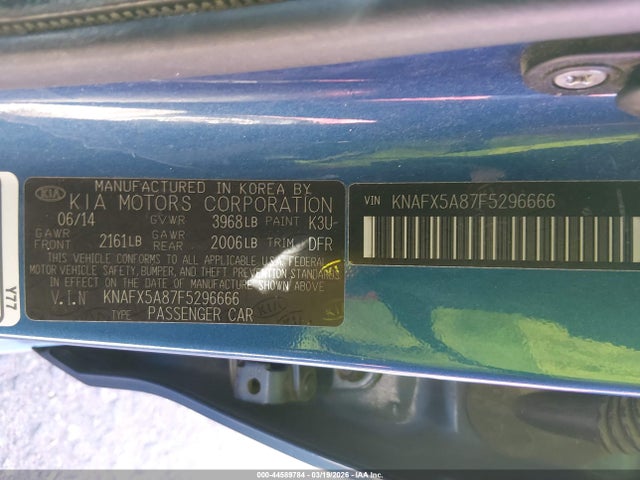 MANUFACTURED IN KOREA BY
KIA KIA MOTORS CORPORATION
06/14 GVWR 3968LB PAINT K3U
GAWR FRONT 2161LB GAWR REAR 2006LB TRIM DFR
THIS VEHICLE CONFORMS TO ALL APPLICABLE U.S.A. FEDERAL
MOTOR VEHICLE SAFETY, BUMPER, AND THEFT PREVENTION STANDARDS
IN EFFECT ON THE DATE OF MANUFACTURE SHOWN ABOVE
V.I.N KNAFX5A87F5296666
TYPE PASSENGER CAR
VIN KNAFX5A87F5296666
Y77
000-44589784 | 03/19/2026 | IAA Inc.